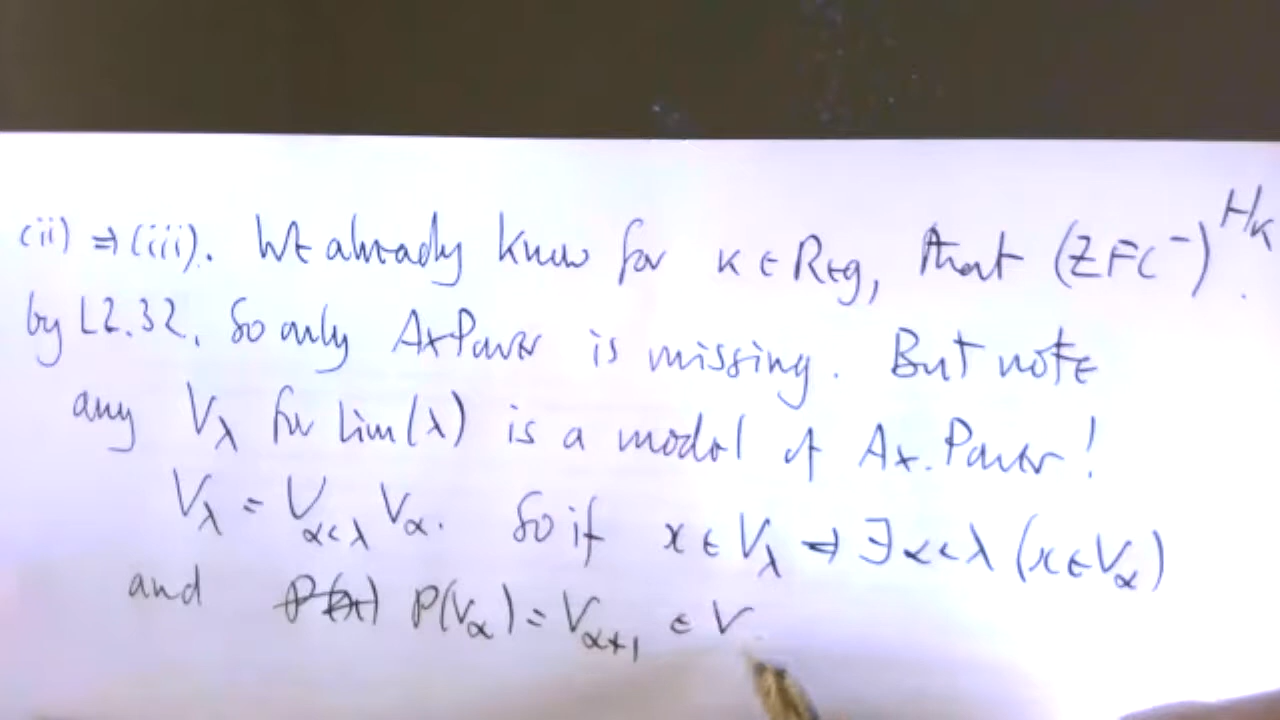 (ii) ⇒ (iii). We already know for κ ∈ Reg, that (ZFC⁻)^{H_κ}.
by L2.32. So only AxPower is missing. But note
any V_λ for Lim(λ) is a model of Ax.Power!
V_λ = ⋃_{α<λ} V_α. So if x ∈ V_λ ⇒ ∃α<λ (x ∈ V_α)
and P(V_α) = V_{α+1} ∈ V